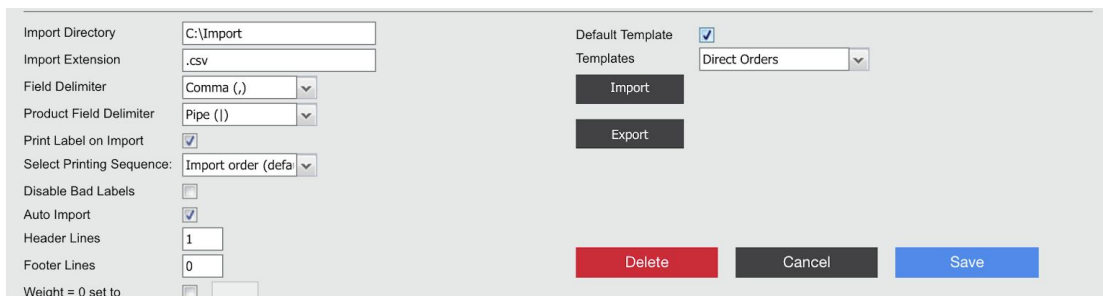 Import Directory C:\Import
Import Extension .csv
Field Delimiter Comma (,)
Product Field Delimiter Pipe (|)
Print Label on Import
Select Printing Sequence: Import order (defa
Disable Bad Labels
Auto Import
Header Lines 1
Footer Lines 0
Weight = 0 set to
Default Template
Templates Direct Orders
Import
Export
Delete Cancel Save